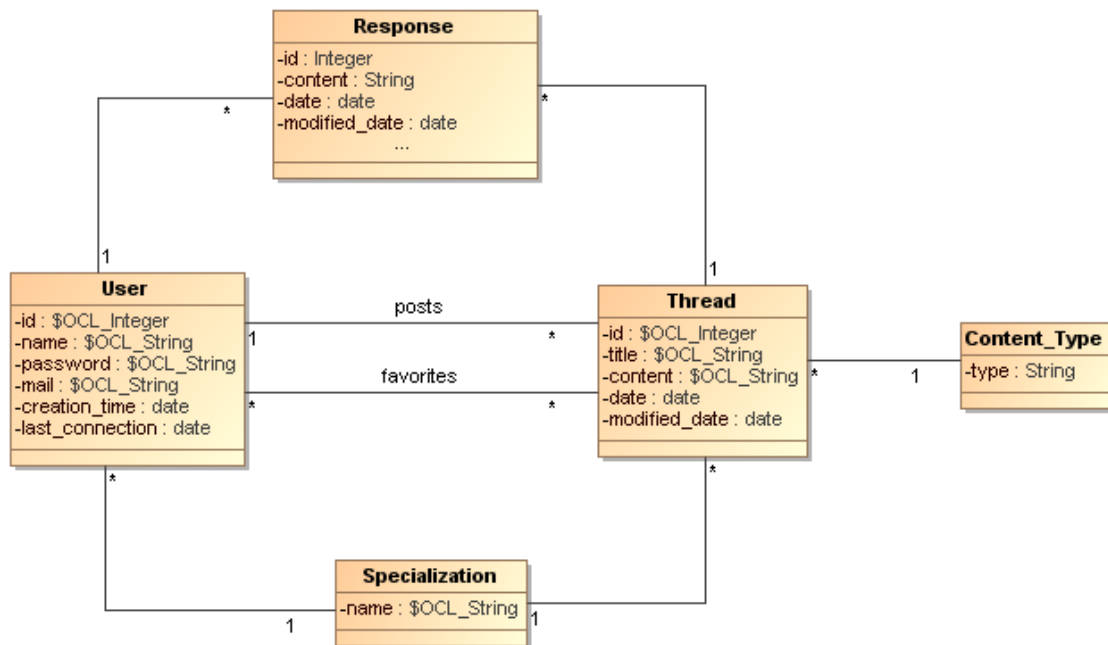 Response
-id : Integer
-content : String
-date : date
-modified_date : date
...
*
*
1
1
User
-id : $OCL_Integer
-name : $OCL_String
-password : $OCL_String
-mail : $OCL_String
-creation_time : date
-last_connection : date
posts
1
*
favorites
*
*
Thread
-id : $OCL_Integer
-title : $OCL_String
-content : $OCL_String
-date : date
-modified_date : date
*
1
Content_Type
-type : String
*
*
Specialization
-name : $OCL_String
1
1